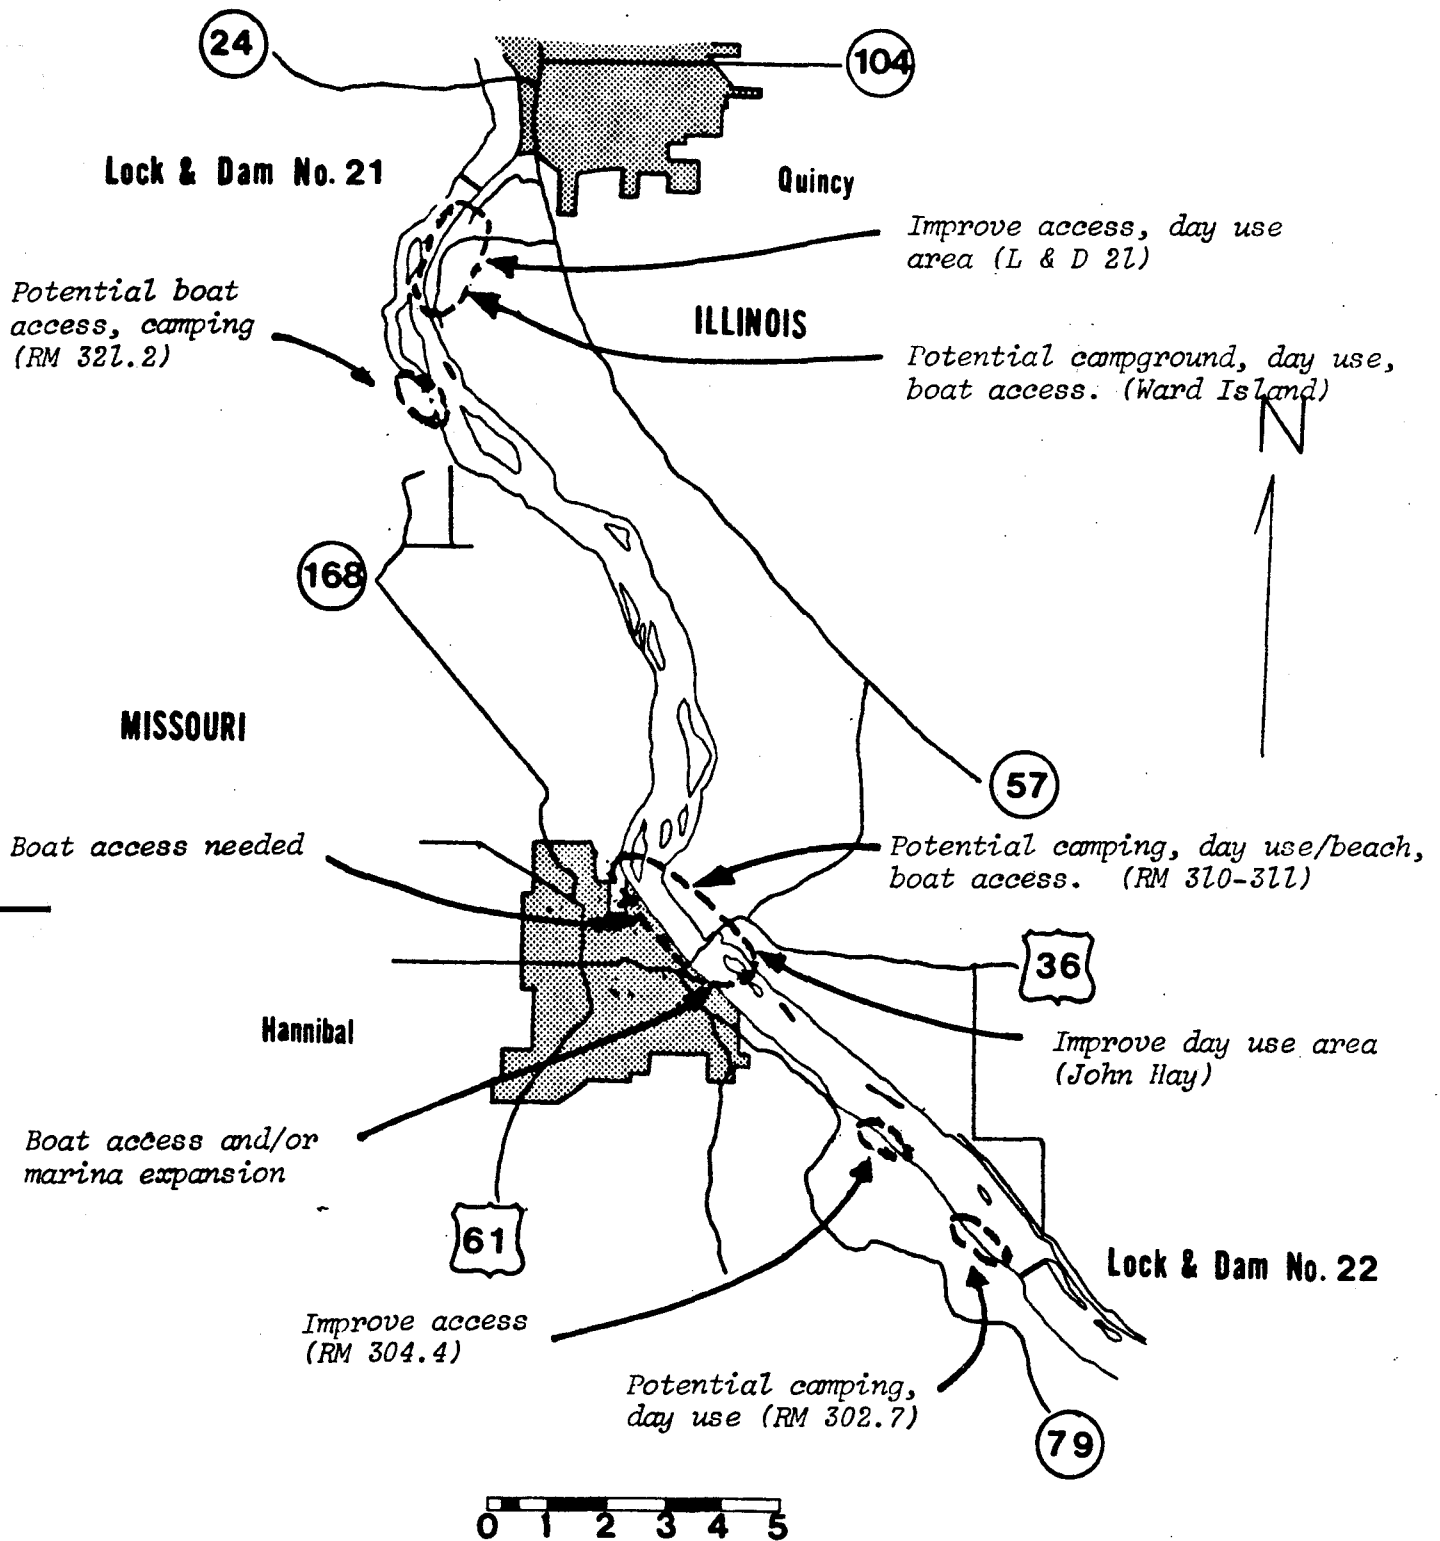 24
104
Lock & Dam No. 21
Quincy
Improve access, day use
area (L & D 21)
Potential boat
access, camping
(RM 321.2)
ILLINOIS
Potential campground, day use,
boat access. (Ward Island)
N
168
MISSOURI
57
Boat access needed
Potential camping, day use/beach,
boat access. (RM 310-311)
36
Hannibal
Improve day use area
(John Hay)
Boat access and/or
marina expansion
61
Lock & Dam No. 22
Improve access
(RM 304.4)
Potential camping,
day use (RM 302.7)
79
0 1 2 3 4 5